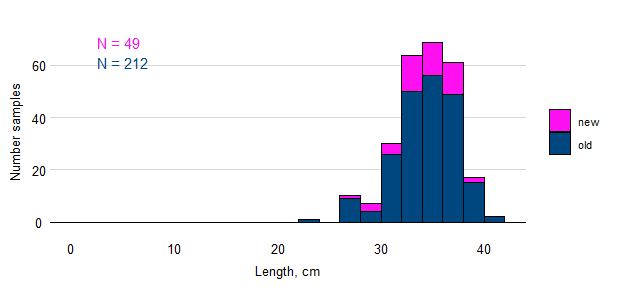 N = 49
N = 212
Number samples
60
40
20
0
0 10 20 30 40
Length, cm
new
old